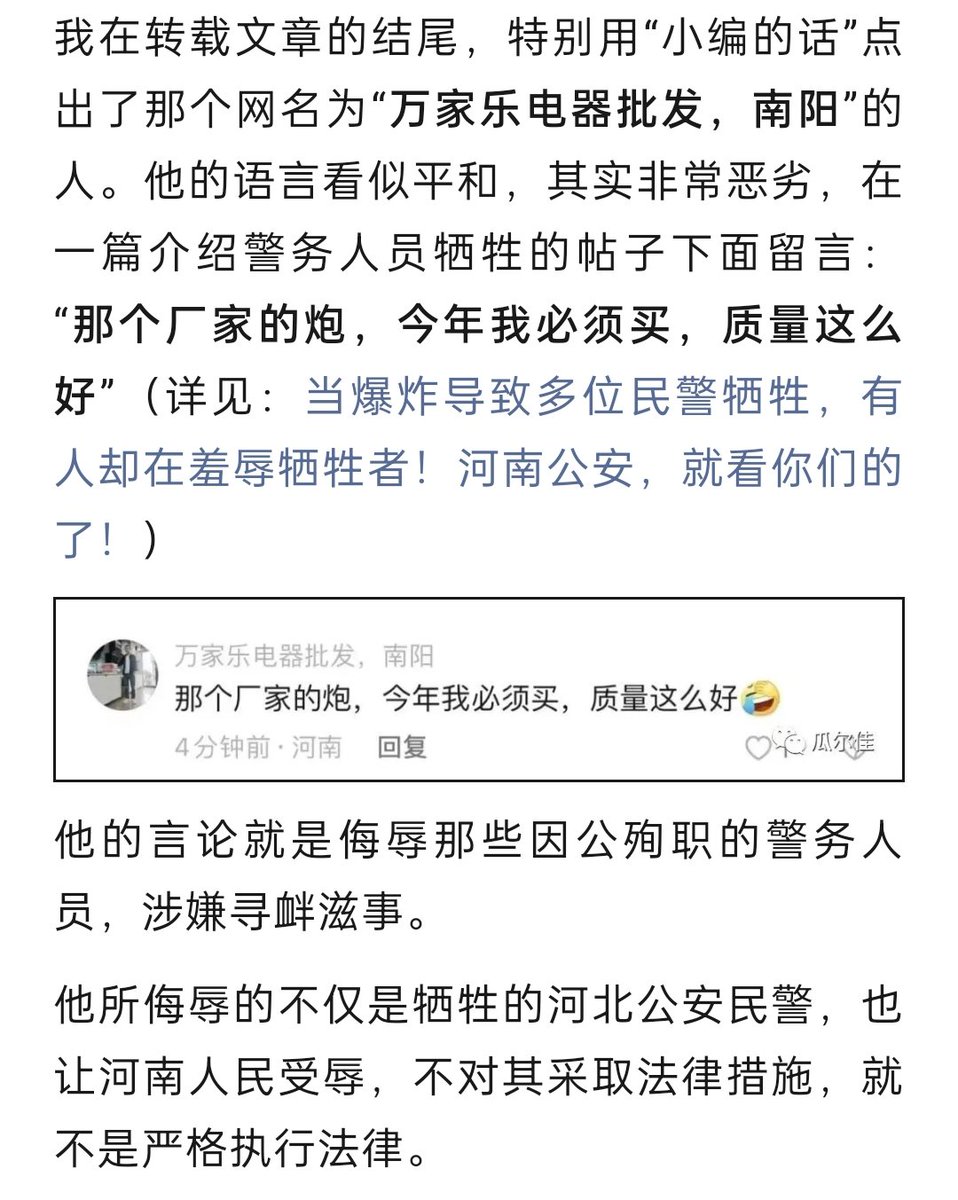 我在转载文章的结尾，特别用“小编的话”点
出了那个网名为“万家乐电器批发，南阳”的
人。他的语言看似平和，其实非常恶劣，在
一篇介绍警务人员牺牲的帖子下面留言：
“那个厂家的炮，今年我必须买，质量这么
好”（详见：当爆炸导致多位民警牺牲，有
人却在羞辱牺牲者！河南公安，就看你们的
了！）
万家乐电器批发，南阳
那个厂家的炮，今年我必须买，质量这么好🤣
4分钟前·河南 回复
瓜尔佳
他的言论就是侮辱那些因公殉职的警务人
员，涉嫌寻衅滋事。
他所侮辱的不仅是牺牲的河北公安民警，也
让河南人民受辱，不对其采取法律措施，就
不是严格执行法律。